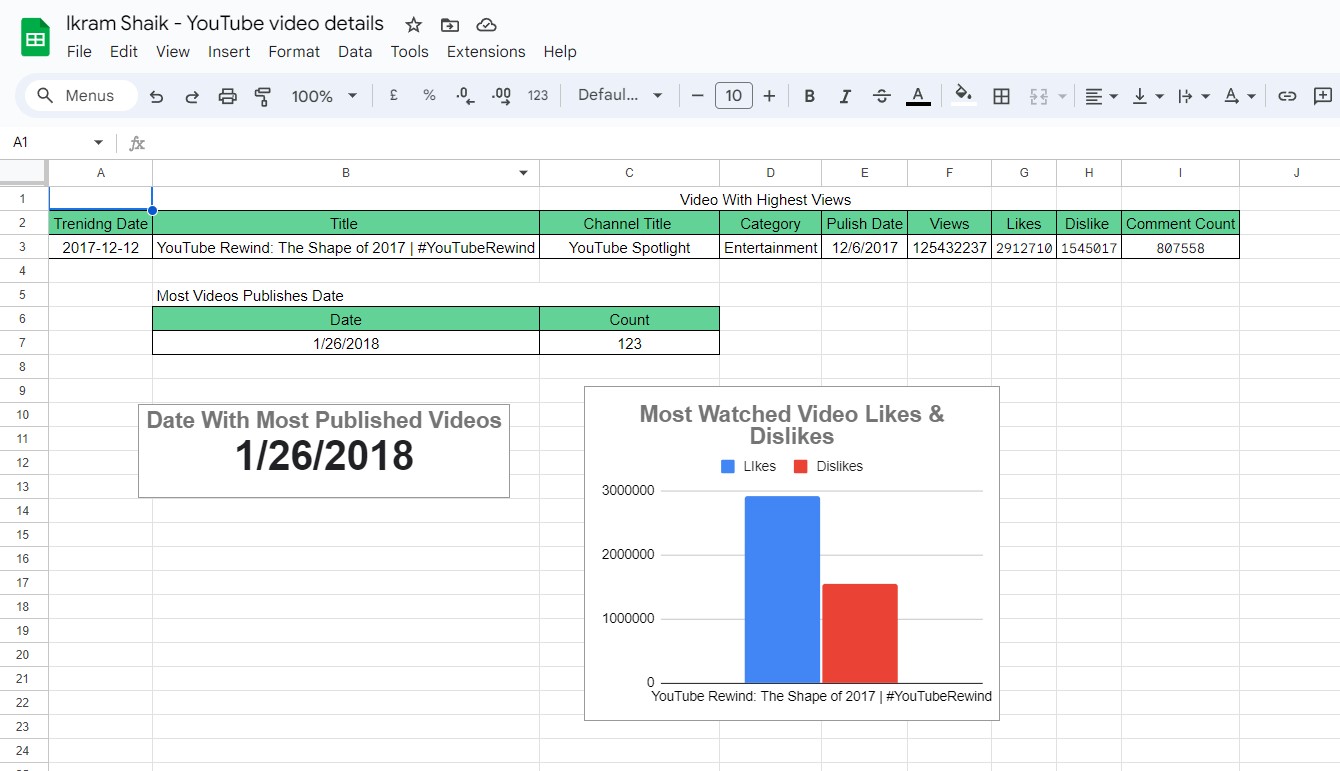 Ikram Shaik - YouTube video details
File Edit View Insert Format Data Tools Extensions Help
Menus 100% £ % .0 .00 123 Defaul... 10 B I S A A
A1 fx
A B C D E F G H I J
1 Video With Highest Views
2 Trenidng Date Title Channel Title Category Pulish Date Views Likes Dislike Comment Count
3 2017-12-12 YouTube Rewind: The Shape of 2017 | #YouTubeRewind YouTube Spotlight Entertainment 12/6/2017 125432237 2912710 1545017 807558
4
5 Most Videos Publishes Date
6 Date Count
7 1/26/2018 123
8
9
10
11
12
13
14
15
16
17
18
19
20
21
22
23
24
Date With Most Published Videos
1/26/2018
Most Watched Video Likes &
Dislikes
LIkes Dislikes
3000000
2000000
1000000
0
YouTube Rewind: The Shape of 2017 | #YouTubeRewind